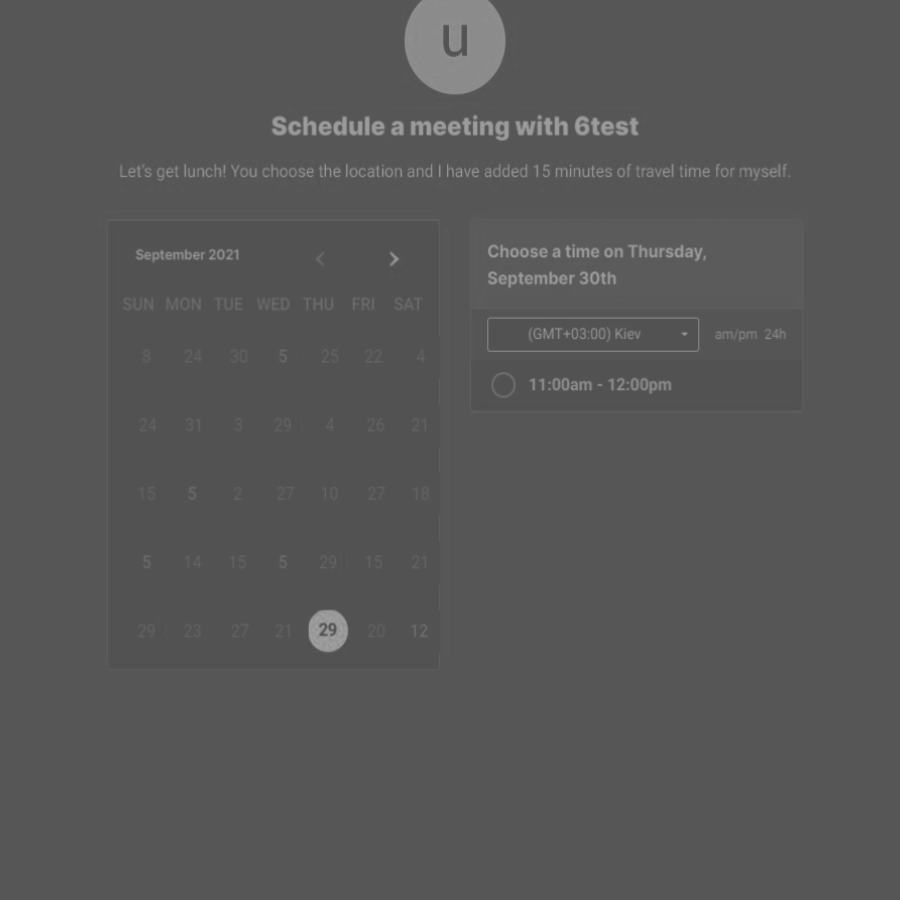 u
Schedule a meeting with 6test
Let's get lunch! You choose the location and I have added 15 minutes of travel time for myself.
September 2021
SUN MON TUE WED THU FRI SAT
8 24 30 5 25 22 4
24 31 3 29 4 26 21
15 5 2 27 10 27 18
5 14 15 5 29 15 21
29 23 27 21 29 20 12
Choose a time on Thursday,
September 30th
(GMT+03:00) Kiev am/pm 24h
11:00am - 12:00pm